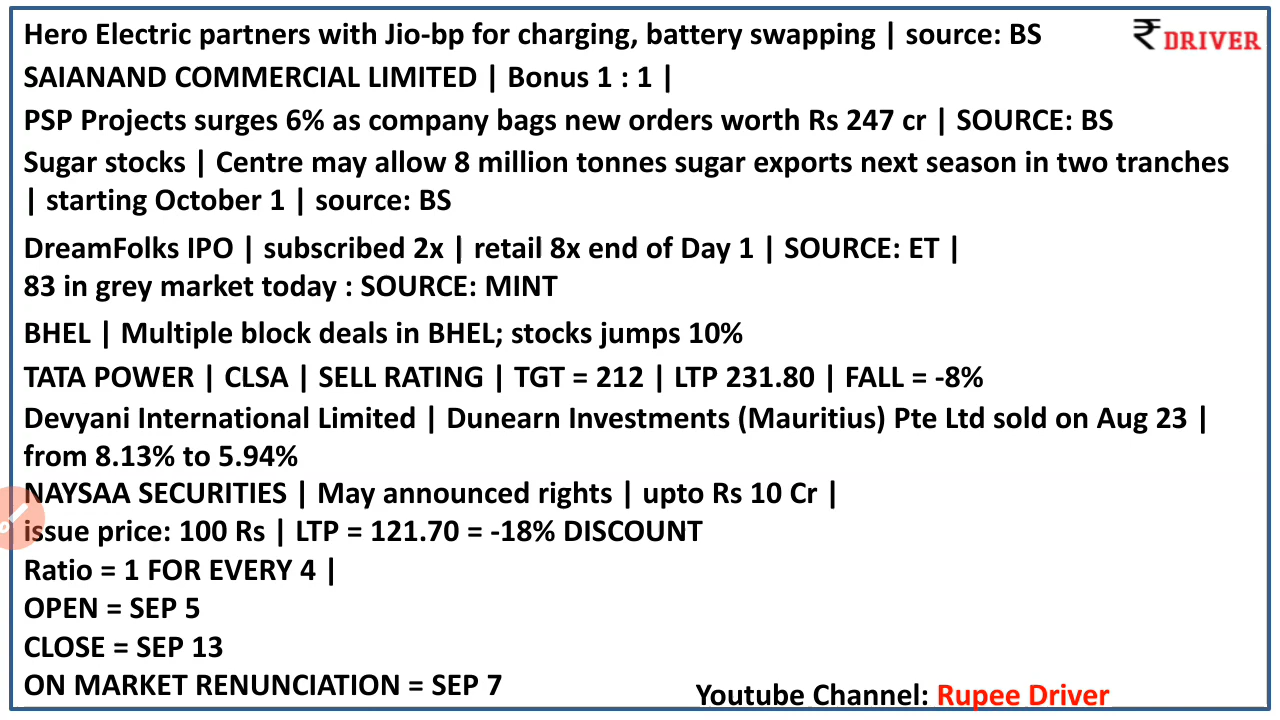 Hero Electric partners with Jio-bp for charging, battery swapping | source: BS
₹ DRIVER
SAIANAND COMMERCIAL LIMITED | Bonus 1 : 1 |
PSP Projects surges 6% as company bags new orders worth Rs 247 cr | SOURCE: BS
Sugar stocks | Centre may allow 8 million tonnes sugar exports next season in two tranches
| starting October 1 | source: BS
DreamFolks IPO | subscribed 2x | retail 8x end of Day 1 | SOURCE: ET |
83 in grey market today : SOURCE: MINT
BHEL | Multiple block deals in BHEL; stocks jumps 10%
TATA POWER | CLSA | SELL RATING | TGT = 212 | LTP 231.80 | FALL = -8%
Devyani International Limited | Dunearn Investments (Mauritius) Pte Ltd sold on Aug 23 |
from 8.13% to 5.94%
NAYSAA SECURITIES | May announced rights | upto Rs 10 Cr |
issue price: 100 Rs | LTP = 121.70 = -18% DISCOUNT
Ratio = 1 FOR EVERY 4 |
OPEN = SEP 5
CLOSE = SEP 13
ON MARKET RENUNCIATION = SEP 7
Youtube Channel: Rupee Driver